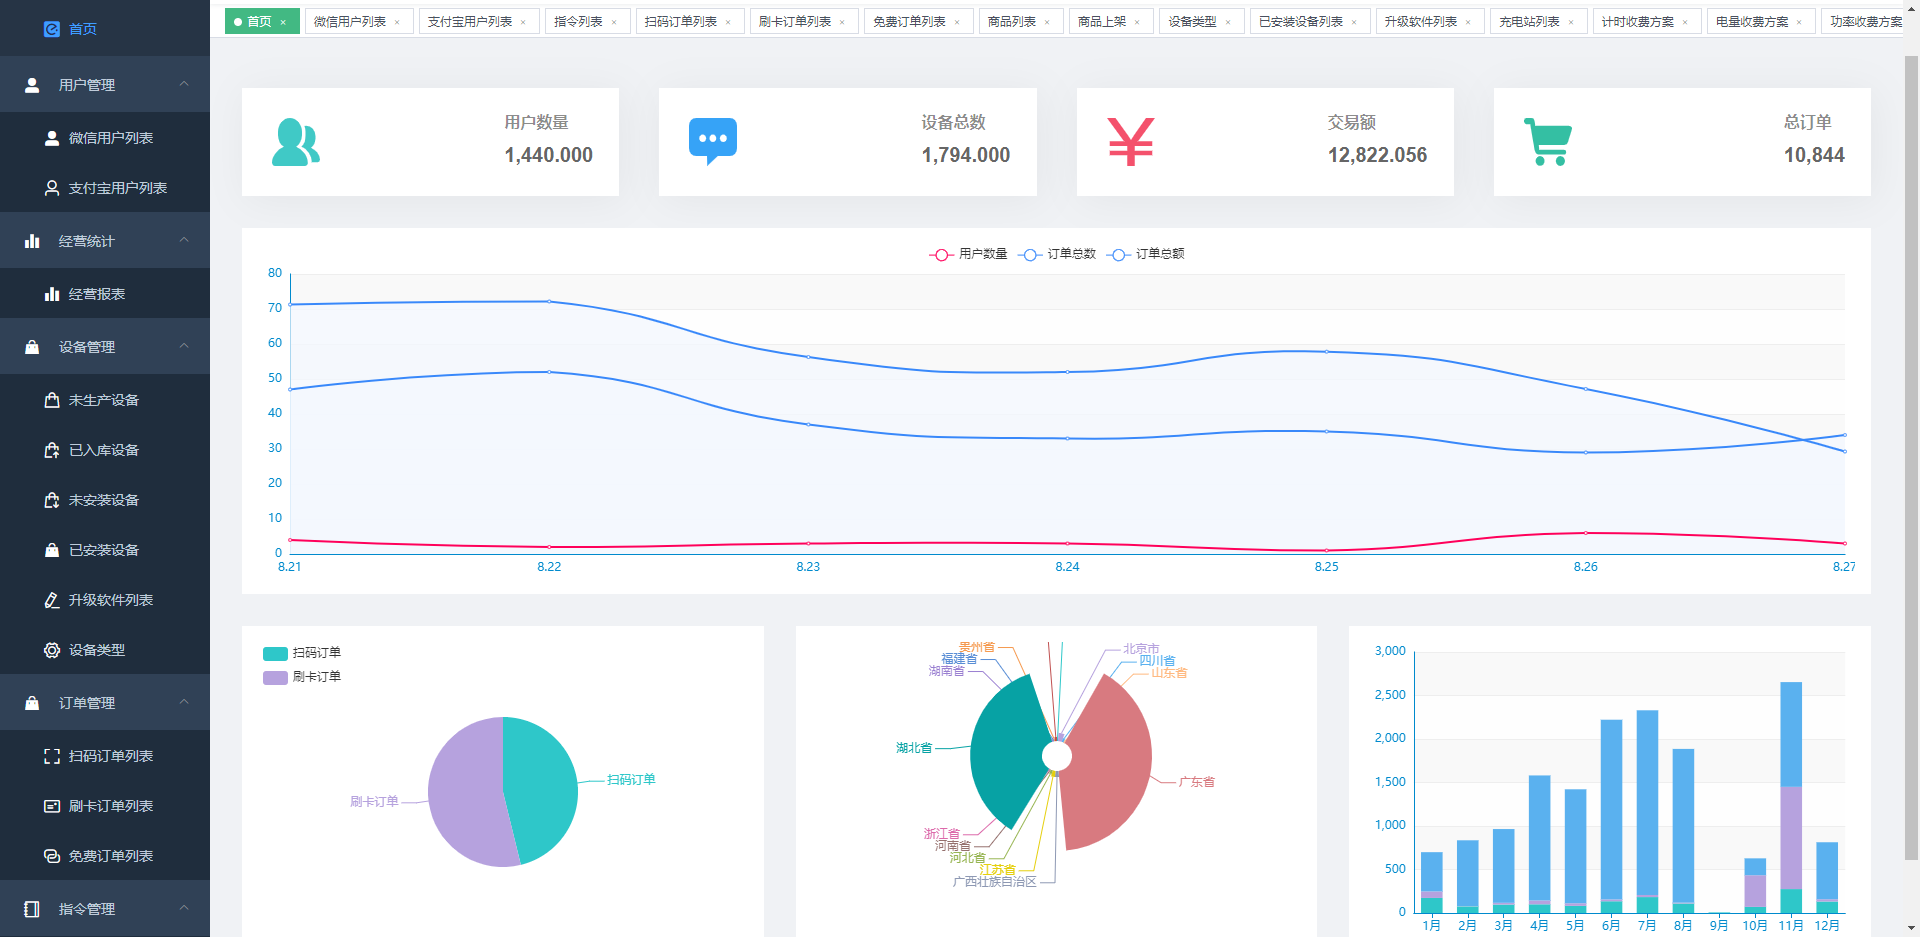 首页
用户管理
微信用户列表
支付宝用户列表
经营统计
经营报表
设备管理
未生产设备
已入库设备
未安装设备
已安装设备
升级软件列表
设备类型
订单管理
扫码订单列表
刷卡订单列表
免费订单列表
指令管理
首页 × 微信用户列表 × 支付宝用户列表 × 指令列表 × 扫码订单列表 × 刷卡订单列表 × 免费订单列表 × 商品列表 × 商品上架 × 设备类型 × 已安装设备列表 × 升级软件列表 × 充电站列表 × 计时收费方案 × 电量收费方案 × 功率收费方案
用户数量
1,440.000
设备总数
1,794.000
交易额
12,822.056
总订单
10,844
用户数量 订单总数 订单总额
80
70
60
50
40
30
20
10
0
8.21 8.22 8.23 8.24 8.25 8.26 8.27
扫码订单
刷卡订单
扫码订单
刷卡订单
贵州省
福建省
湖南省
湖北省
浙江省
河南省
河北省
江苏省
广西壮族自治区
北京市
四川省
山东省
广东省
3,000
2,500
2,000
1,500
1,000
500
0
1月 2月 3月 4月 5月 6月 7月 8月 9月 10月 11月 12月